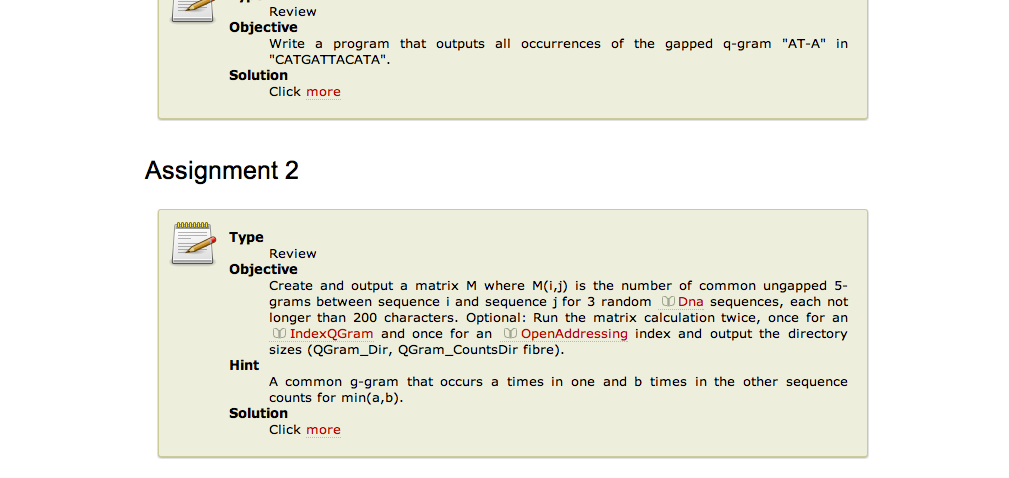 Review
Objective
Write a program that outputs all occurrences of the gapped q-gram "AT-A" in
"CATGATTACATA".
Solution
Click more
Assignment 2
Type
Review
Objective
Create and output a matrix M where M(i,j) is the number of common ungapped 5-
grams between sequence i and sequence j for 3 random Dna sequences, each not
longer than 200 characters. Optional: Run the matrix calculation twice, once for an
IndexQGram and once for an OpenAddressing index and output the directory
sizes (QGram_Dir, QGram_CountsDir fibre).
Hint
A common g-gram that occurs a times in one and b times in the other sequence
counts for min(a,b).
Solution
Click more